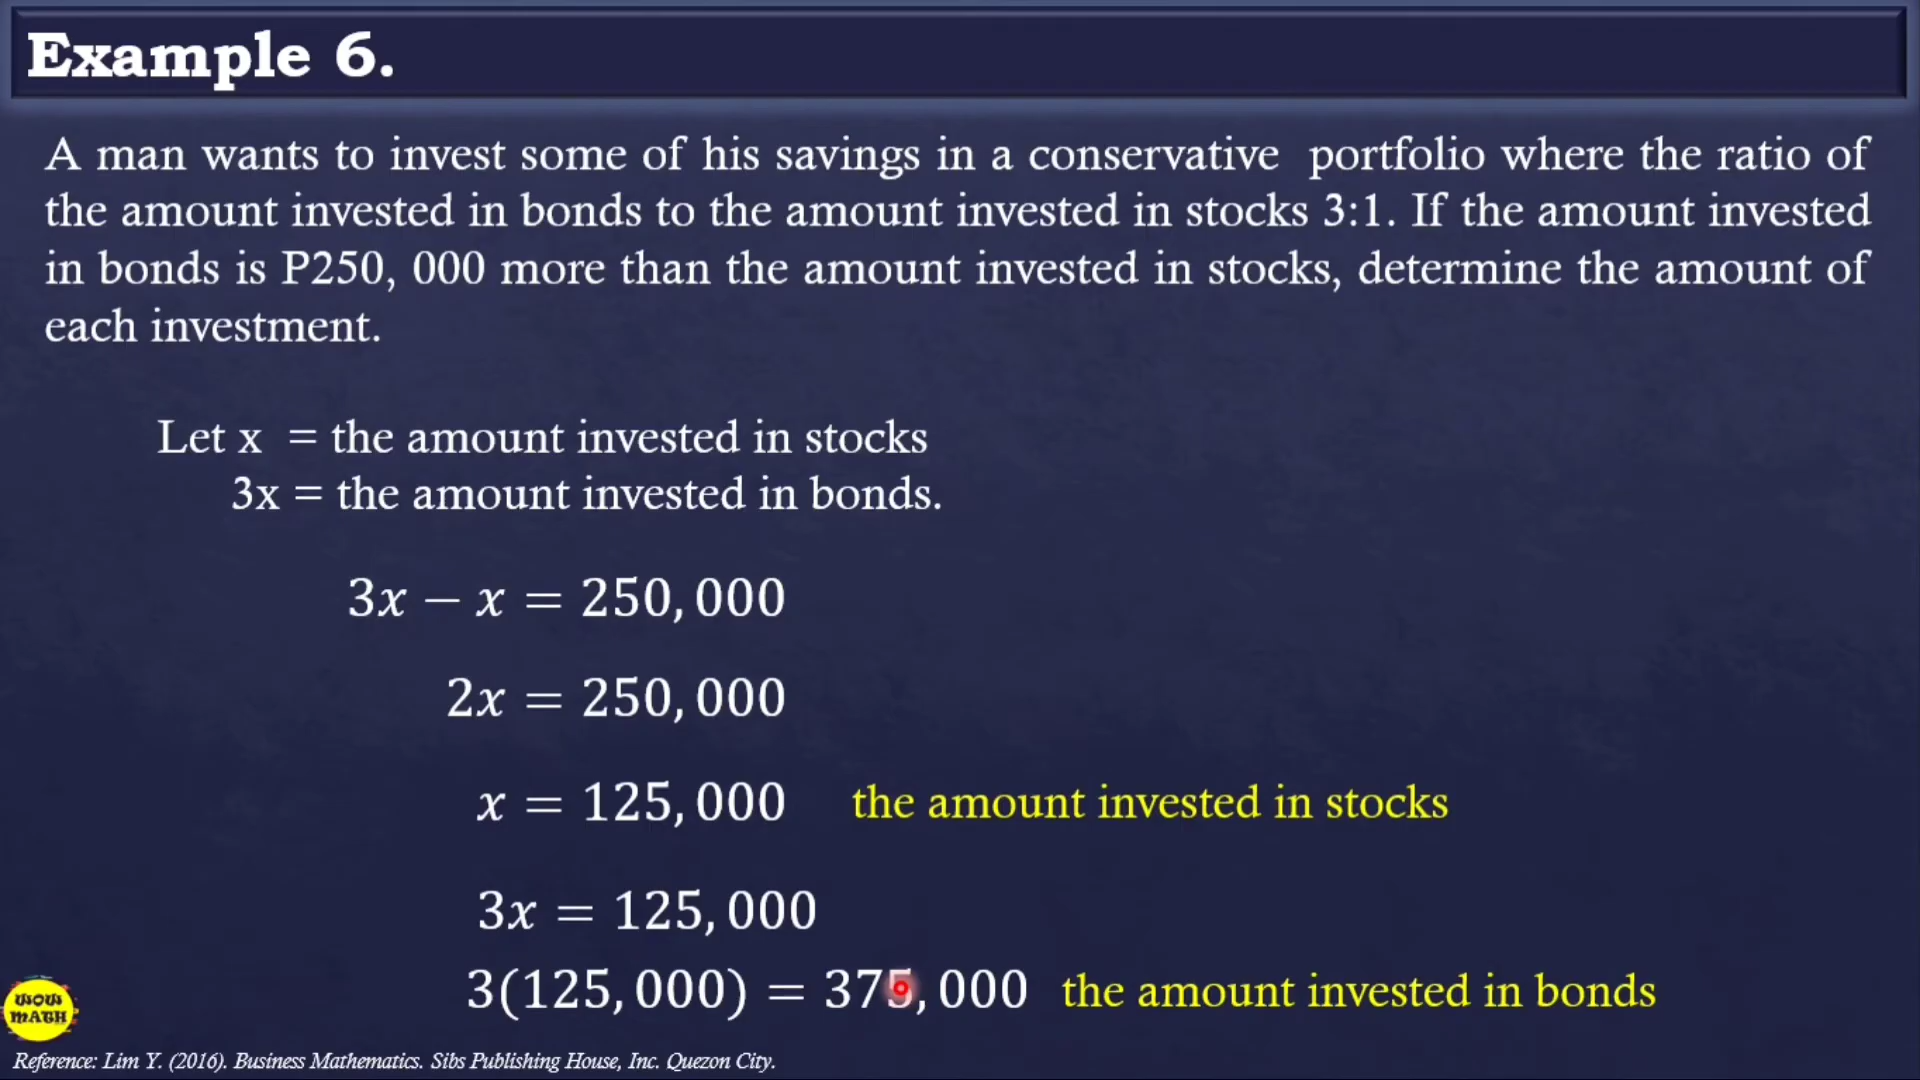 Example 6.
A man wants to invest some of his savings in a conservative portfolio where the ratio of
the amount invested in bonds to the amount invested in stocks 3:1. If the amount invested
in bonds is P250, 000 more than the amount invested in stocks, determine the amount of
each investment.
Let x = the amount invested in stocks
3x = the amount invested in bonds.
3x − x = 250,000
2x = 250,000
x = 125,000 the amount invested in stocks
3x = 125,000
3(125,000) = 375,000 the amount invested in bonds
WOW
MATH
Reference: Lim Y. (2016). Business Mathematics. Sibs Publishing House, Inc. Quezon City.